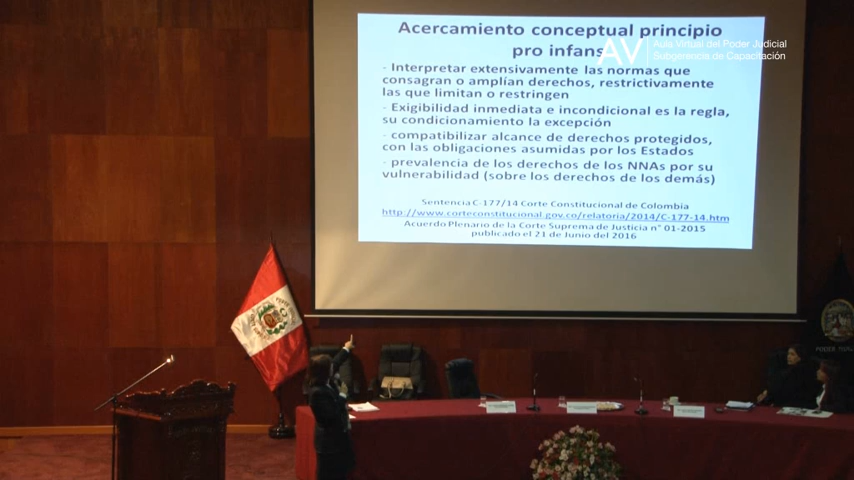 Acercamiento conceptual principio
pro infans
AV
Aula Virtual del Poder Judicial
Subgerencia de Capacitación
- Interpretar extensivamente las normas que
consagran o amplían derechos, restrictivamente
las que limitan o restringen
- Exigibilidad inmediata e incondicional es la regla,
su condicionamiento la excepción
- compatibilizar alcance de derechos protegidos,
con las obligaciones asumidas por los Estados
- prevalencia de los derechos de los NNAs por su
vulnerabilidad (sobre los derechos de los demás)
Sentencia C-177/14 Corte Constitucional de Colombia
http://www.corteconstitucional.gov.co/relatoria/2014/C-177-14.htm
Acuerdo Plenario de la Corte Suprema de Justicia n° 01-2015
publicado el 21 de Junio del 2016